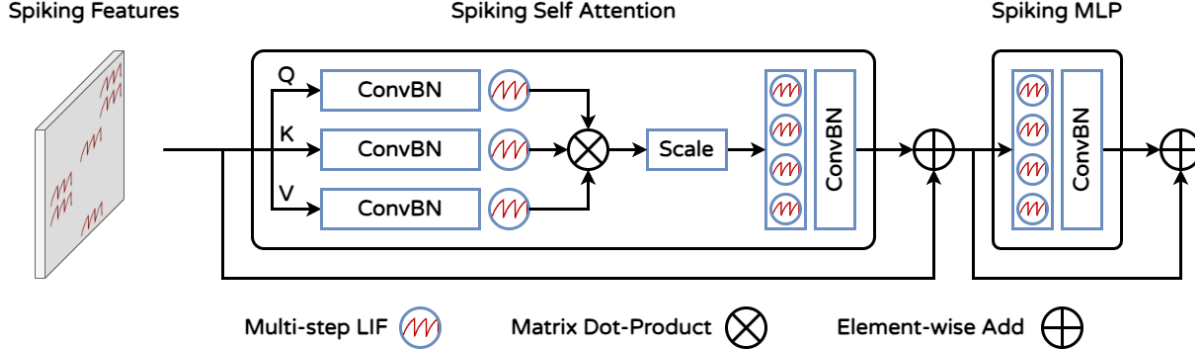 Spiking Features
Spiking Self Attention
Spiking MLP
Q
ConvBN
K
ConvBN
V
ConvBN
Scale
ConvBN
ConvBN
Multi-step LIF
Matrix Dot-Product
Element-wise Add